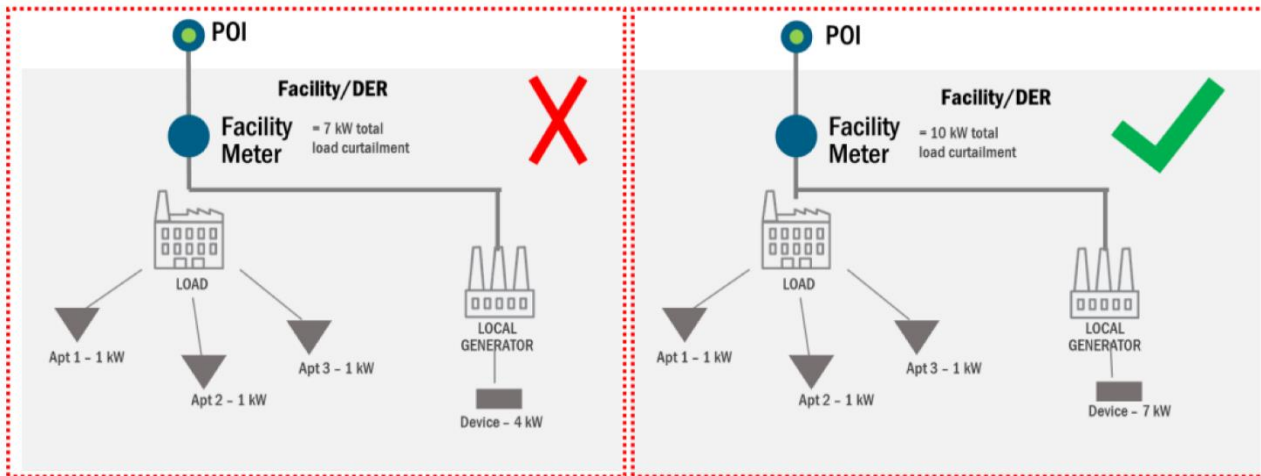 POI
Facility/DER
Facility
Meter
= 7 kW total
load curtailment
LOAD
Apt 1 – 1 kW
Apt 2 – 1 kW
Apt 3 – 1 kW
LOCAL
GENERATOR
Device – 4 kW
POI
Facility/DER
Facility
Meter
= 10 kW total
load curtailment
LOAD
Apt 1 – 1 kW
Apt 2 – 1 kW
Apt 3 – 1 kW
LOCAL
GENERATOR
Device – 7 kW